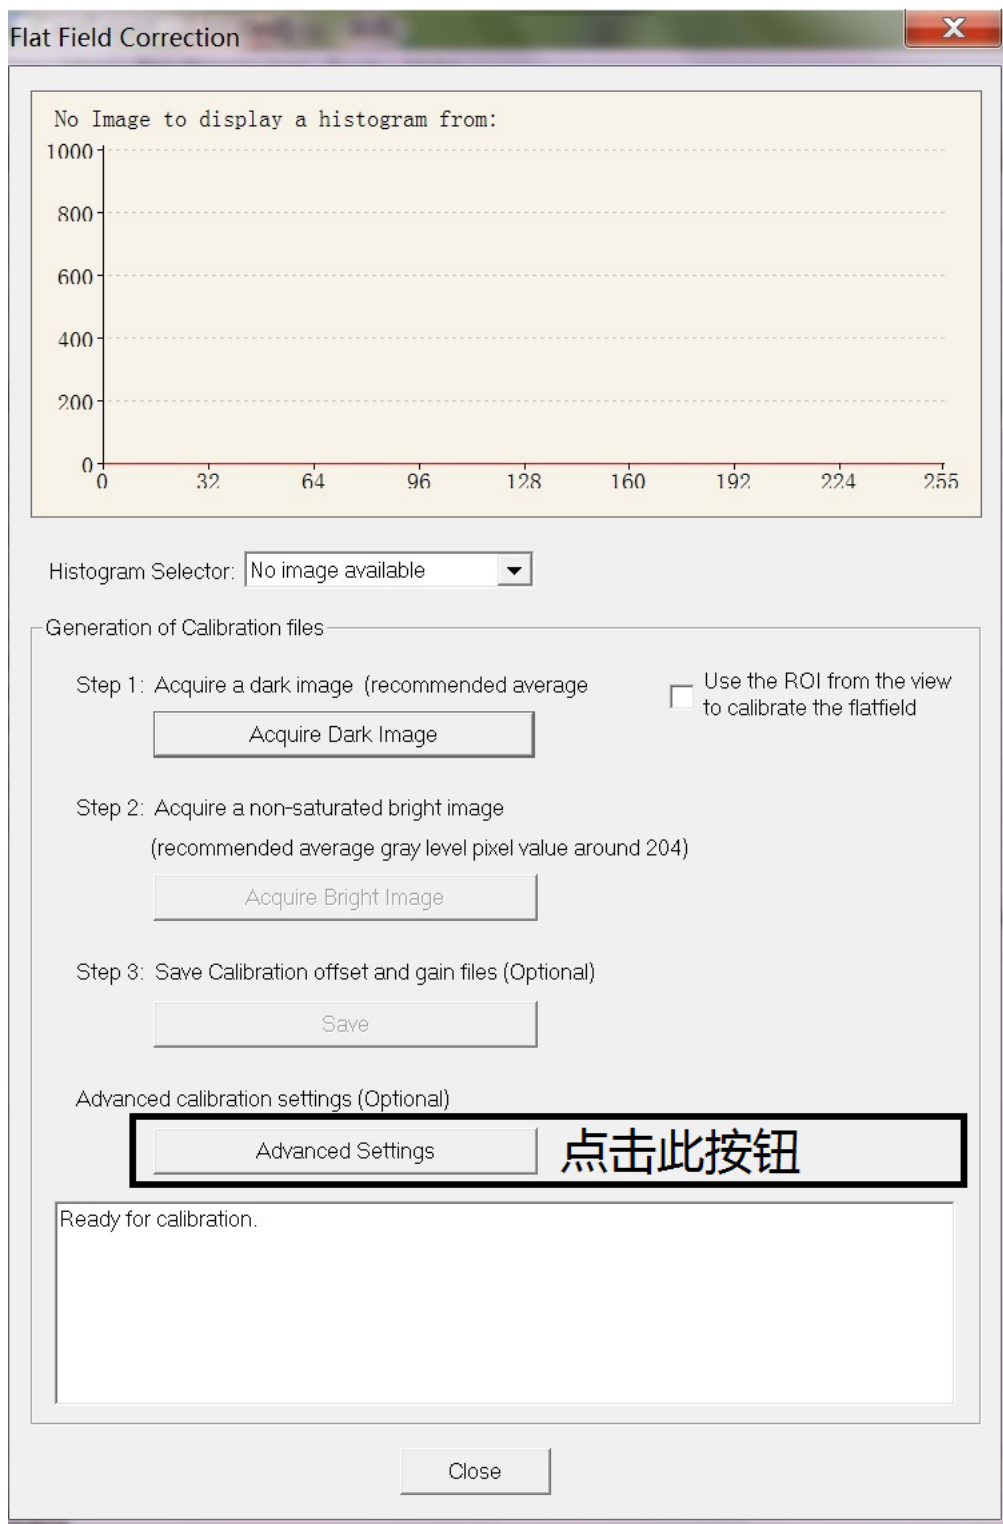 Flat Field Correction
X
No Image to display a histogram from:
1000
800
600
400
200
0
0 32 64 96 128 160 192 224 255
Histogram Selector: No image available
Generation of Calibration files
Step 1: Acquire a dark image (recommended average
Use the ROI from the view
to calibrate the flatfield
Acquire Dark Image
Step 2: Acquire a non-saturated bright image
(recommended average gray level pixel value around 204)
Acquire Bright Image
Step 3: Save Calibration offset and gain files (Optional)
Save
Advanced calibration settings (Optional)
Advanced Settings 点击此按钮
Ready for calibration.
Close